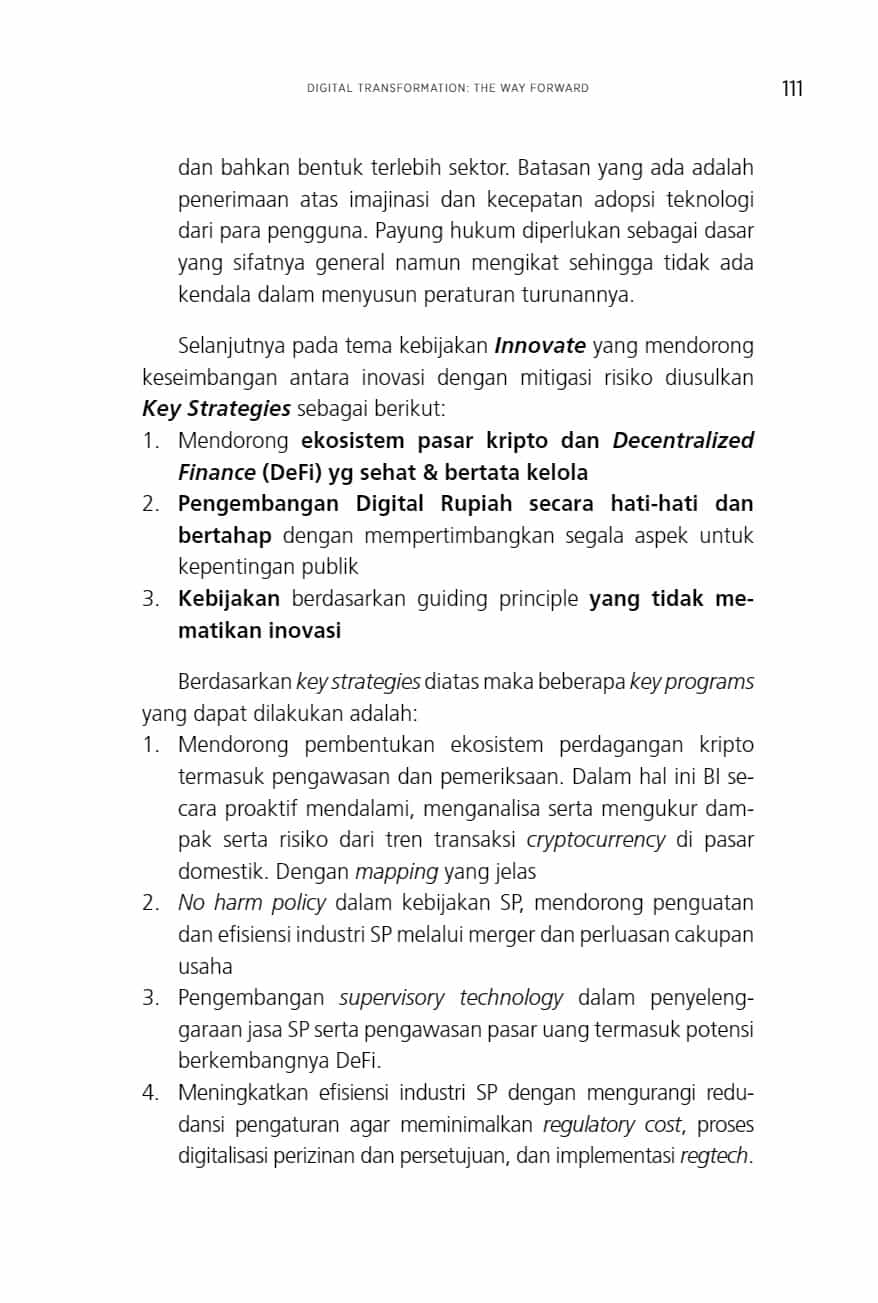 DIGITAL TRANSFORMATION: THE WAY FORWARD
111
dan bahkan bentuk terlebih sektor. Batasan yang ada adalah
penerimaan atas imajinasi dan kecepatan adopsi teknologi
dari para pengguna. Payung hukum diperlukan sebagai dasar
yang sifatnya general namun mengikat sehingga tidak ada
kendala dalam menyusun peraturan turunannya.
Selanjutnya pada tema kebijakan Innovate yang mendorong
keseimbangan antara inovasi dengan mitigasi risiko diusulkan
Key Strategies sebagai berikut:
1. Mendorong ekosistem pasar kripto dan Decentralized
Finance (DeFi) yg sehat & bertata kelola
2. Pengembangan Digital Rupiah secara hati-hati dan
bertahap dengan mempertimbangkan segala aspek untuk
kepentingan publik
3. Kebijakan berdasarkan guiding principle yang tidak me-
matikan inovasi
Berdasarkan key strategies diatas maka beberapa key programs
yang dapat dilakukan adalah:
1. Mendorong pembentukan ekosistem perdagangan kripto
termasuk pengawasan dan pemeriksaan. Dalam hal ini BI se-
cara proaktif mendalami, menganalisa serta mengukur dam-
pak serta risiko dari tren transaksi cryptocurrency di pasar
domestik. Dengan mapping yang jelas
2. No harm policy dalam kebijakan SP, mendorong penguatan
dan efisiensi industri SP melalui merger dan perluasan cakupan
usaha
3. Pengembangan supervisory technology dalam penyeleng-
garaan jasa SP serta pengawasan pasar uang termasuk potensi
berkembangnya DeFi.
4. Meningkatkan efisiensi industri SP dengan mengurangi redu-
dansi pengaturan agar meminimalkan regulatory cost, proses
digitalisasi perizinan dan persetujuan, dan implementasi regtech.